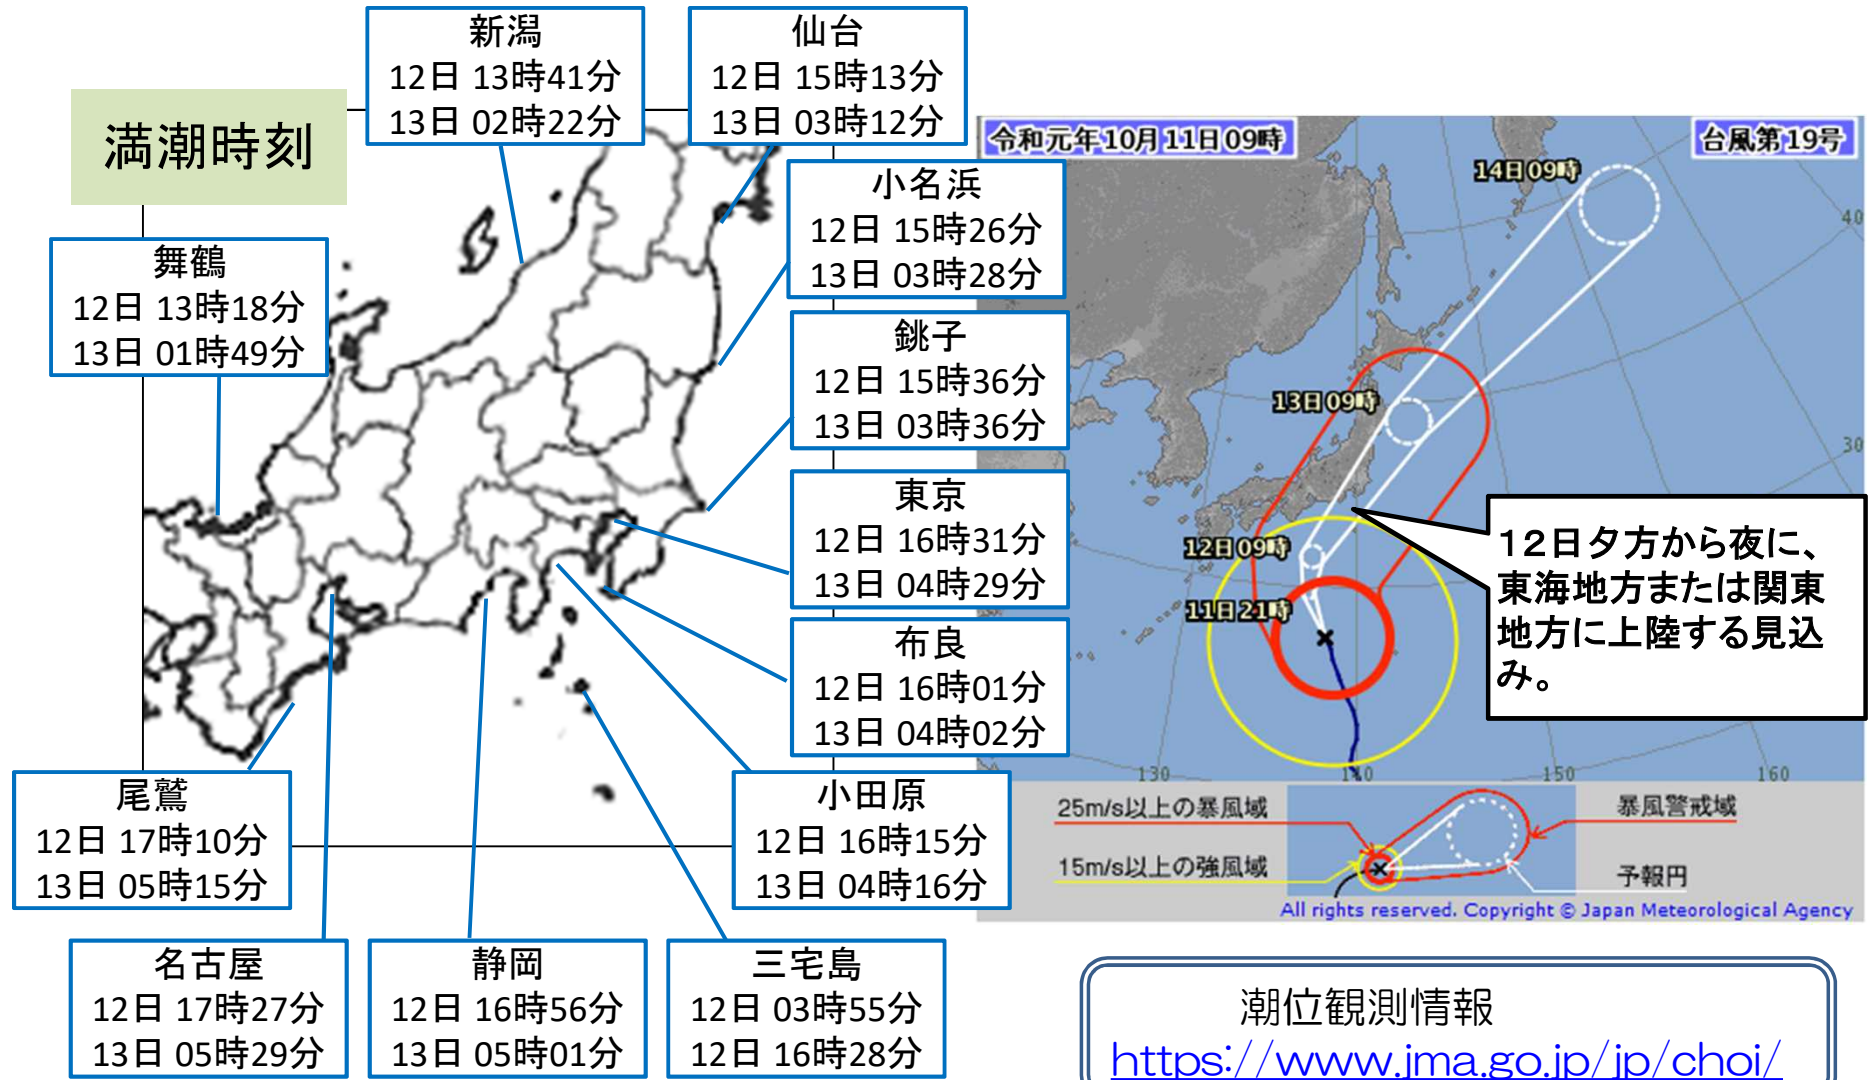 満潮時刻
新潟
12日 13時41分
13日 02時22分
仙台
12日 15時13分
13日 03時12分
小名浜
12日 15時26分
13日 03時28分
舞鶴
12日 13時18分
13日 01時49分
銚子
12日 15時36分
13日 03時36分
東京
12日 16時31分
13日 04時29分
布良
12日 16時01分
13日 04時02分
小田原
12日 16時15分
13日 04時16分
尾鷲
12日 17時10分
13日 05時15分
名古屋
12日 17時27分
13日 05時29分
静岡
12日 16時56分
13日 05時01分
三宅島
12日 03時55分
12日 16時28分
令和元年10月11日09時
台風第19号
14日09時
40
13日09時
30
12日09時
11日21時
12日夕方から夜に、
東海地方または関東
地方に上陸する見込
み。
130
140
150
160
25m/s以上の暴風域
暴風警戒域
15m/s以上の強風域
予報円
All rights reserved. Copyright © Japan Meteorological Agency
潮位観測情報
https://www.jma.go.jp/jp/choi/